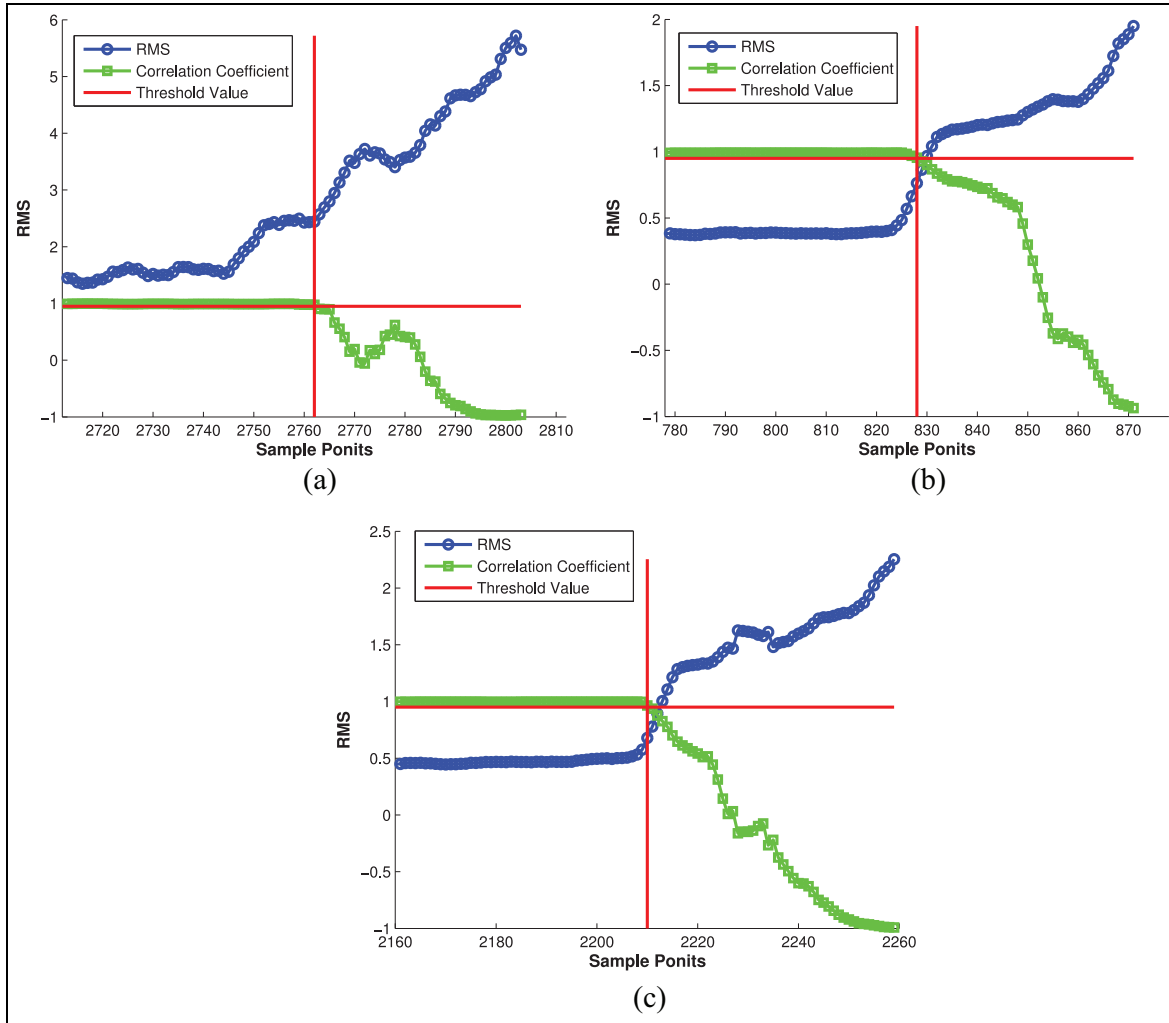 6
5
4
3
2
1
0
−1
RMS
RMS
Correlation Coefficient
Threshold Value
2720 2730 2740 2750 2760 2770 2780 2790 2800 2810
Sample Ponits
(a)
2
1.5
1
0.5
0
−0.5
−1
RMS
RMS
Correlation Coefficient
Threshold Value
780 790 800 810 820 830 840 850 860 870
Sample Ponits
(b)
2.5
2
1.5
1
0.5
0
−0.5
−1
RMS
RMS
Correlation Coefficient
Threshold Value
2160 2180 2200 2220 2240 2260
Sample Ponits
(c)